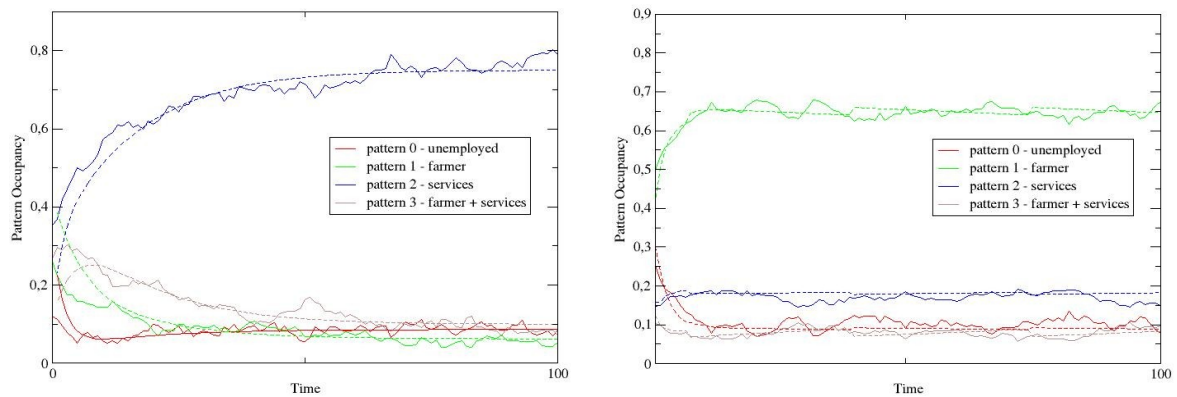 0,8
0,6
0,4
0,2
0
Pattern Occupancy
pattern 0 - unemployed
pattern 1 - farmer
pattern 2 - services
pattern 3 - farmer + services
0
100
Time
0,9
0,8
0,7
0,6
0,5
0,4
0,3
0,2
0,1
0
Pattern Occupancy
pattern 0 - unemployed
pattern 1 - farmer
pattern 2 - services
pattern 3 - farmer + services
100
Time